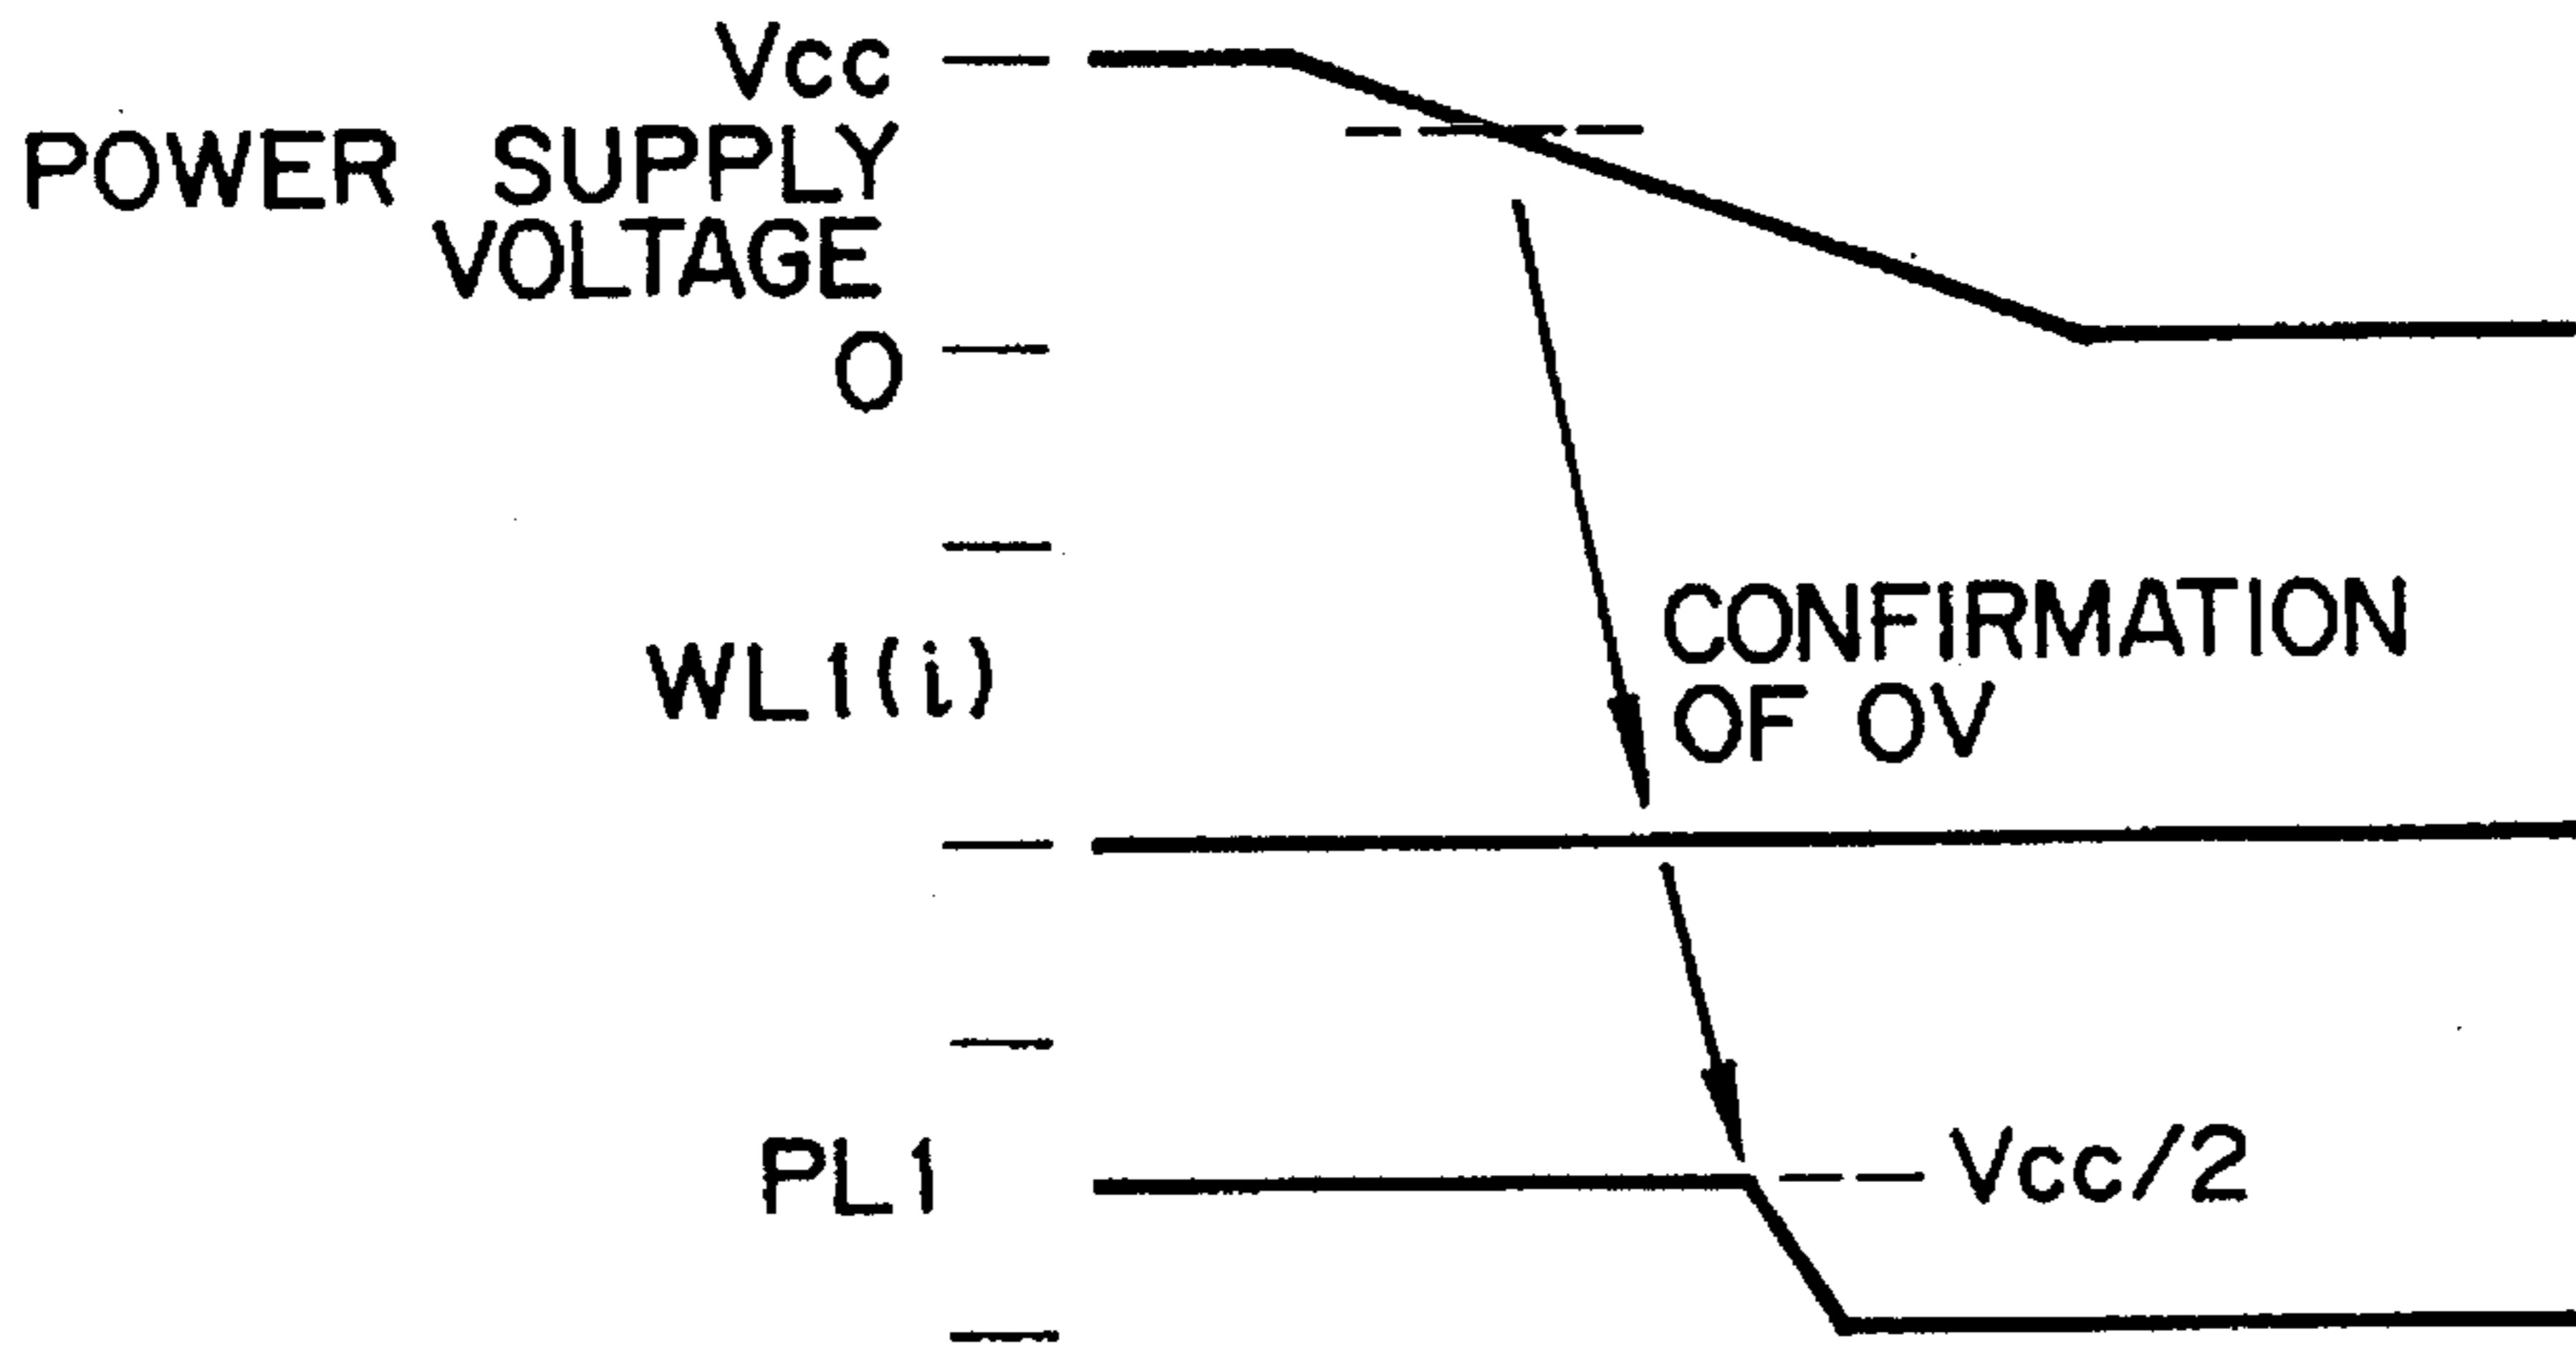 Vcc
POWER SUPPLY
VOLTAGE
0
WL1(i)
CONFIRMATION
OF 0V
PL1
Vcc/2